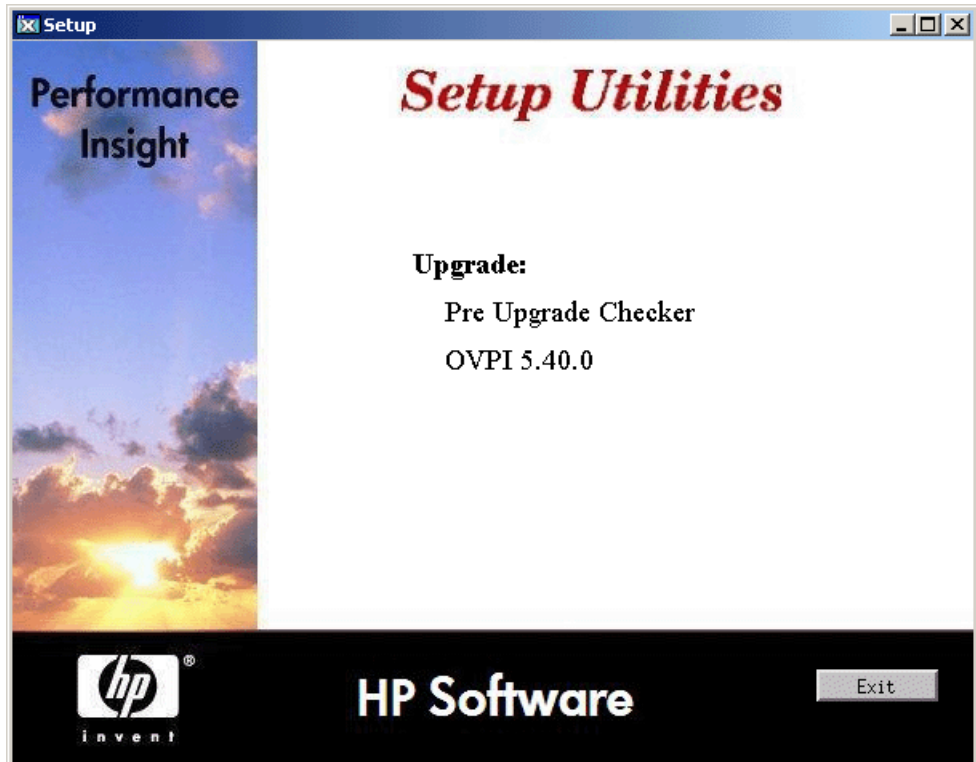 Setup
Performance
Insight
Setup Utilities
Upgrade:
Pre Upgrade Checker
OVPI 5.40.0
hp®
invent
HP Software
Exit